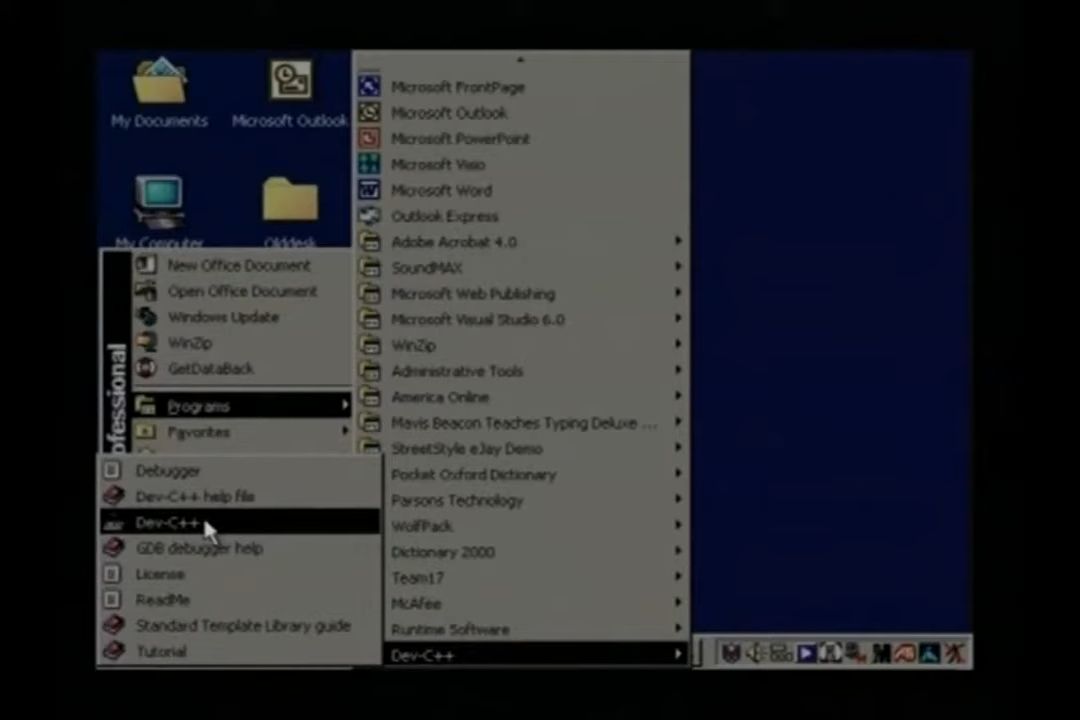 My Documents
Microsoft Outlook
My Computer
Olddesk
Microsoft FrontPage
Microsoft Outlook
Microsoft PowerPoint
Microsoft Visio
Microsoft Word
Outlook Express
Adobe Acrobat 4.0
SoundMAX
Microsoft Web Publishing
Microsoft Visual Studio 6.0
WinZip
Administrative Tools
America Online
Mavis Beacon Teaches Typing Deluxe ...
StreetStyle eJay Demo
Pocket Oxford Dictionary
Parsons Technology
WolfPack
Dictionary 2000
Team17
McAfee
Runtime Software
Dev-C++
New Office Document
Open Office Document
Windows Update
WinZip
GetDataBack
Programs
Favorites
ofessional
Debugger
Dev-C++ help file
Dev-C++
GDB debugger help
License
ReadMe
Standard Template Library guide
Tutorial